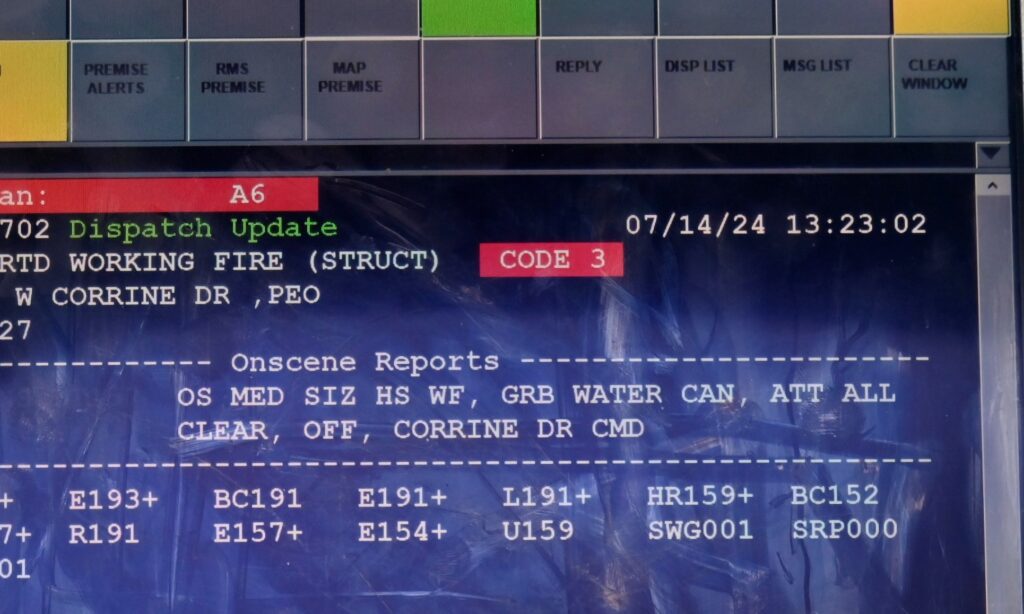 PREMISE ALERTS
RMS PREMISE
MAP PREMISE
REPLY
DISP LIST
MSG LIST
CLEAR WINDOW
an: A6
702 Dispatch Update 07/14/24 13:23:02
RTD WORKING FIRE (STRUCT) CODE 3
W CORRINE DR ,PEO
27
----------- Onscene Reports -----------------------
OS MED SIZ HS WF, GRB WATER CAN, ATT ALL
CLEAR, OFF, CORRINE DR CMD
----------------------------------------------------
+ E193+ BC191 E191+ L191+ HR159+ BC152
7+ R191 E157+ E154+ U159 SWG001 SRP000
01